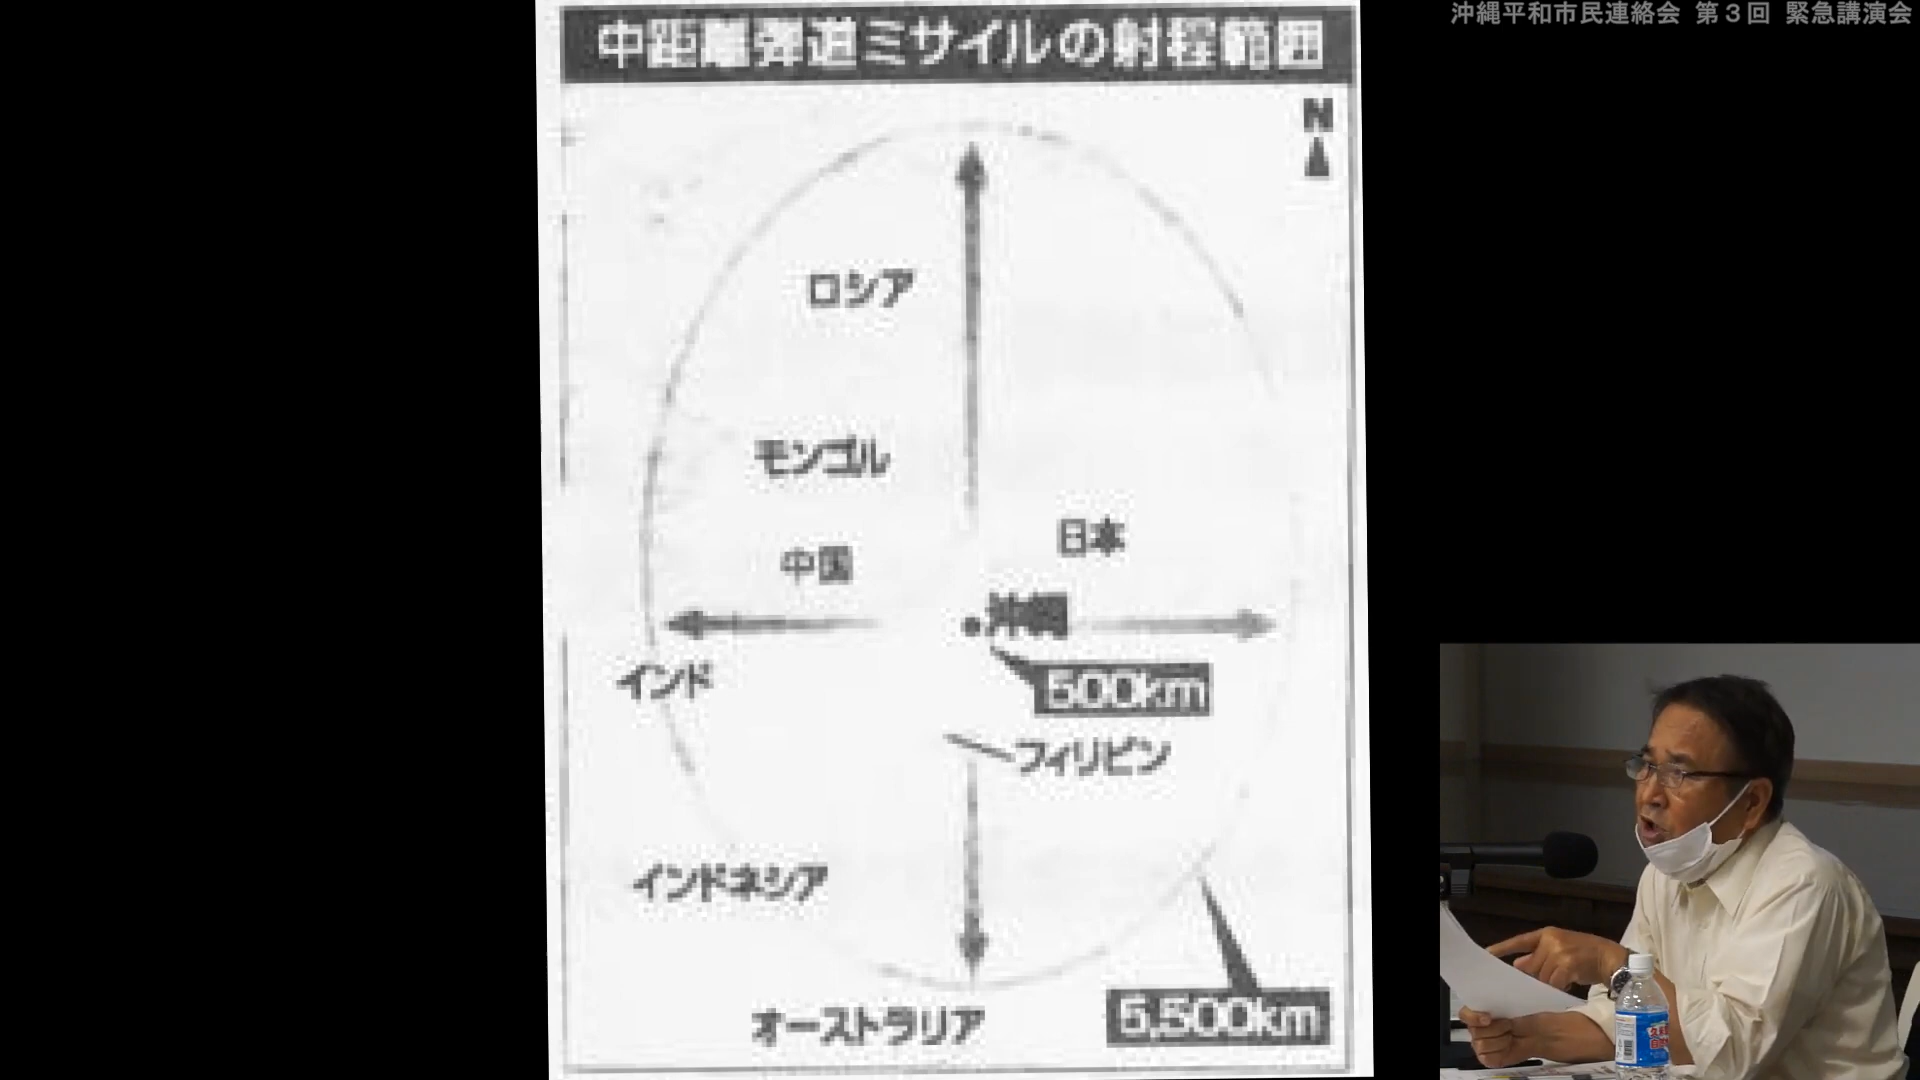 沖縄平和市民連絡会 第3回 緊急講演会
中距離弾道ミサイルの射程範囲
N
ロシア
モンゴル
日本
中国
沖縄
インド
500km
フィリピン
インドネシア
5,500km
オーストラリア